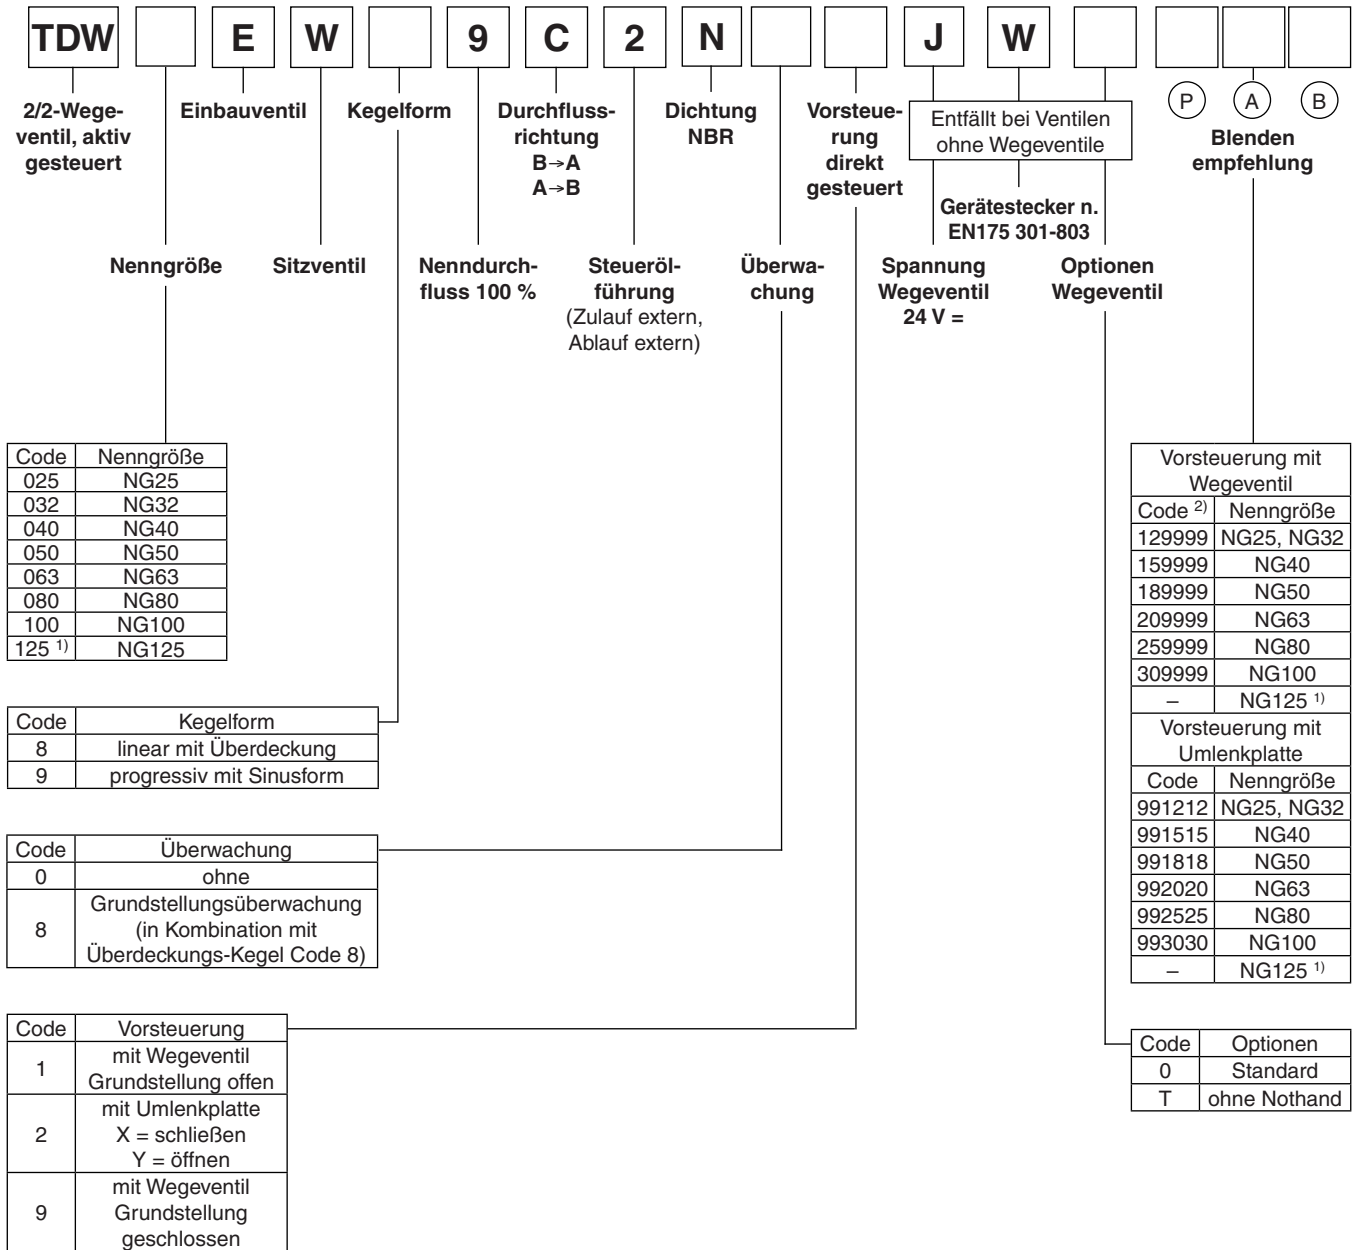 TDW E W 9 C 2 N J W
2/2-Wege-
ventil, aktiv
gesteuert
Einbauventil
Kegelform
Durchfluss-
richtung
B→A
A→B
Dichtung
NBR
Vorsteue-
rung
direkt
gesteuert
Entfällt bei Ventilen
ohne Wegeventile
P A B
Blenden
empfehlung
Gerätestecker n.
EN175 301-803
Nenngröße
Sitzventil
Nenndurch-
fluss 100 %
Steueröl-
führung
(Zulauf extern,
Ablauf extern)
Überwa-
chung
Spannung
Wegeventil
24 V =
Optionen
Wegeventil
Code Nenngröße
025 NG25
032 NG32
040 NG40
050 NG50
063 NG63
080 NG80
100 NG100
125 1) NG125
Code Kegelform
8 linear mit Überdeckung
9 progressiv mit Sinusform
Code Überwachung
0 ohne
8 Grundstellungsüberwachung
(in Kombination mit
Überdeckungs-Kegel Code 8)
Code Vorsteuerung
1 mit Wegeventil
Grundstellung offen
2 mit Umlenkplatte
X = schließen
Y = öffnen
9 mit Wegeventil
Grundstellung
geschlossen
Vorsteuerung mit
Wegeventil
Code 2) Nenngröße
129999 NG25, NG32
159999 NG40
189999 NG50
209999 NG63
259999 NG80
309999 NG100
– NG125 1)
Vorsteuerung mit
Umlenkplatte
Code Nenngröße
991212 NG25, NG32
991515 NG40
991818 NG50
992020 NG63
992525 NG80
993030 NG100
– NG125 1)
Code Optionen
0 Standard
T ohne Nothand